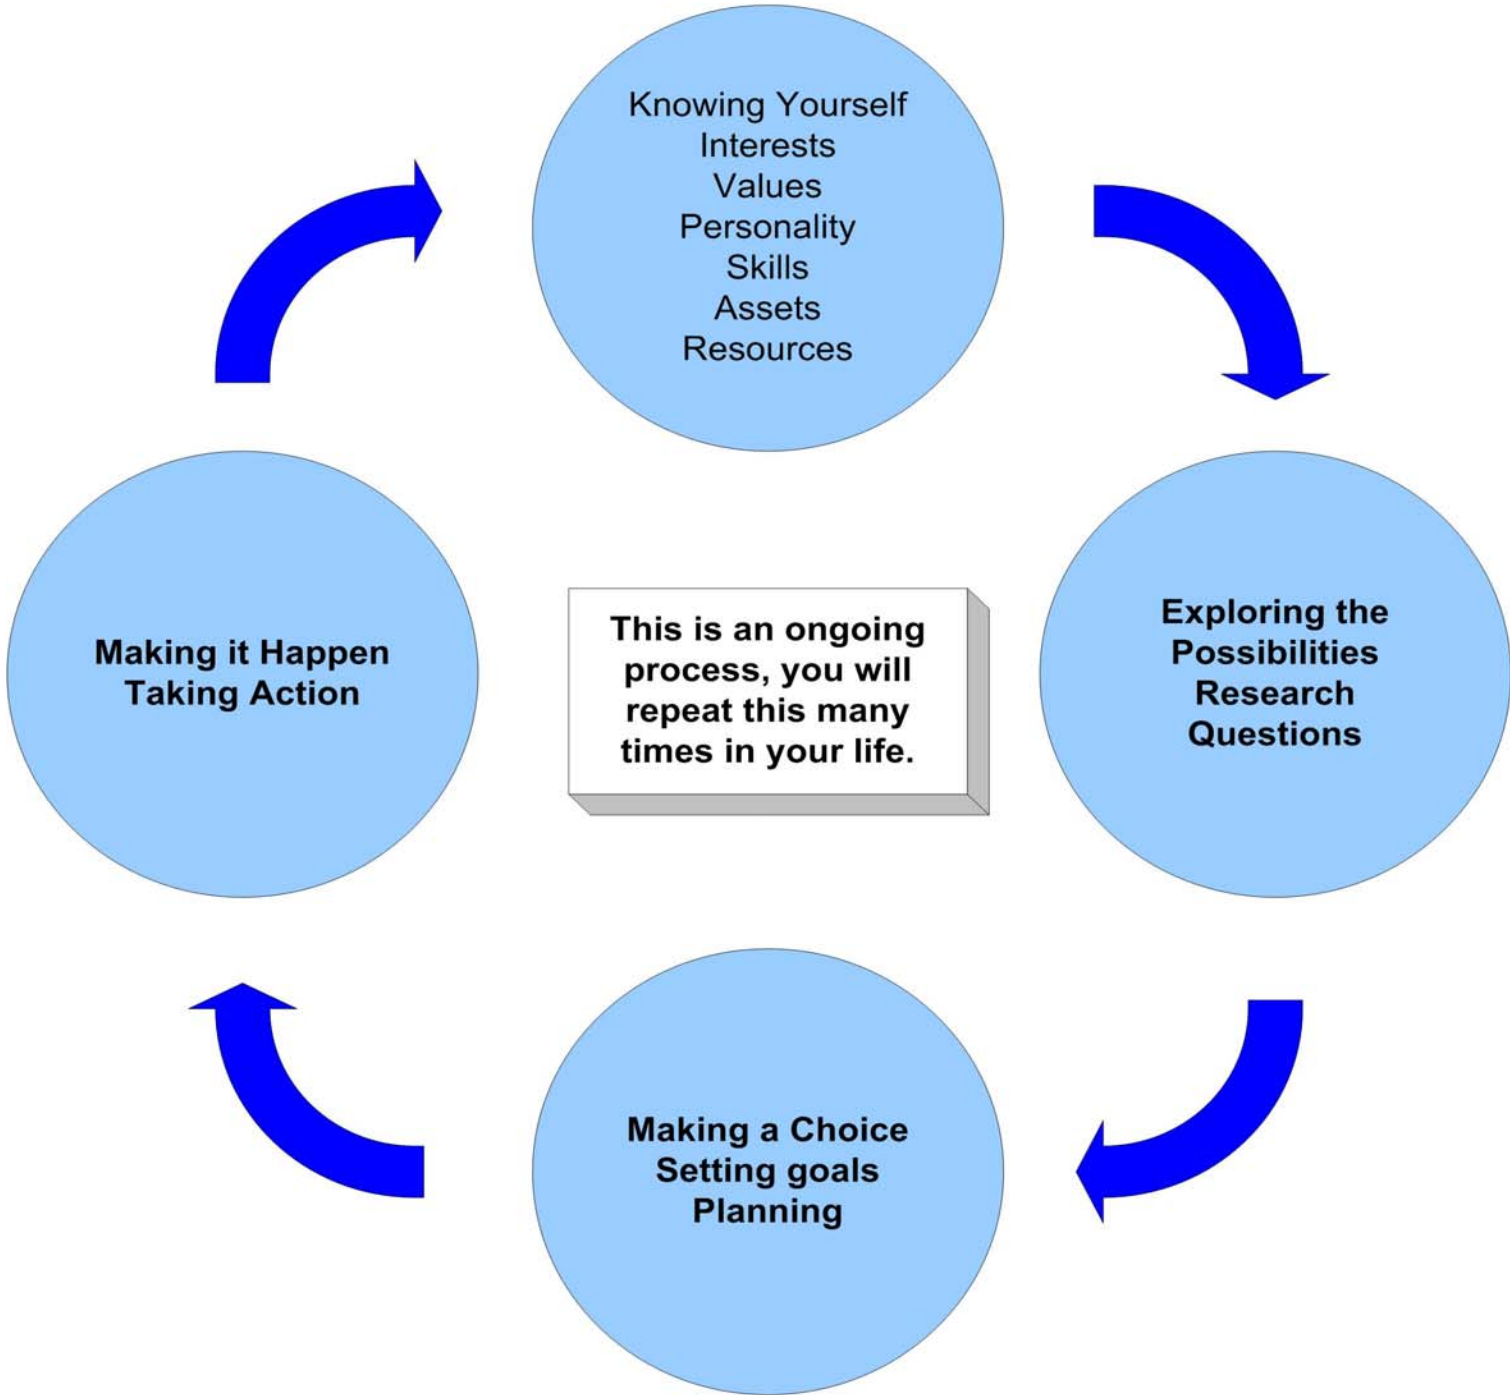 Knowing Yourself
Interests
Values
Personality
Skills
Assets
Resources
Exploring the
Possibilities
Research
Questions
Making a Choice
Setting goals
Planning
Making it Happen
Taking Action
This is an ongoing
process, you will
repeat this many
times in your life.